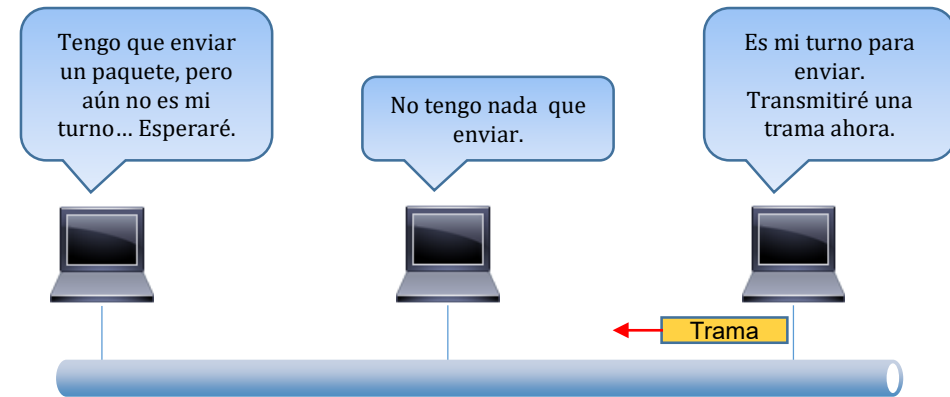 Tengo que enviar
un paquete, pero
aún no es mi
turno… Esperaré.
No tengo nada que
enviar.
Es mi turno para
enviar.
Transmitiré una
trama ahora.
Trama